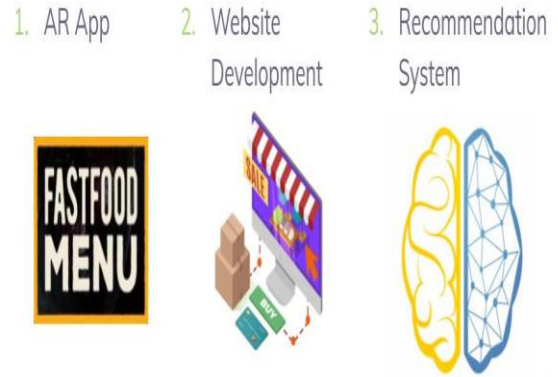 1. AR App
2. Website
Development
3. Recommendation
System
FASTFOOD
MENU
SALE
BUY